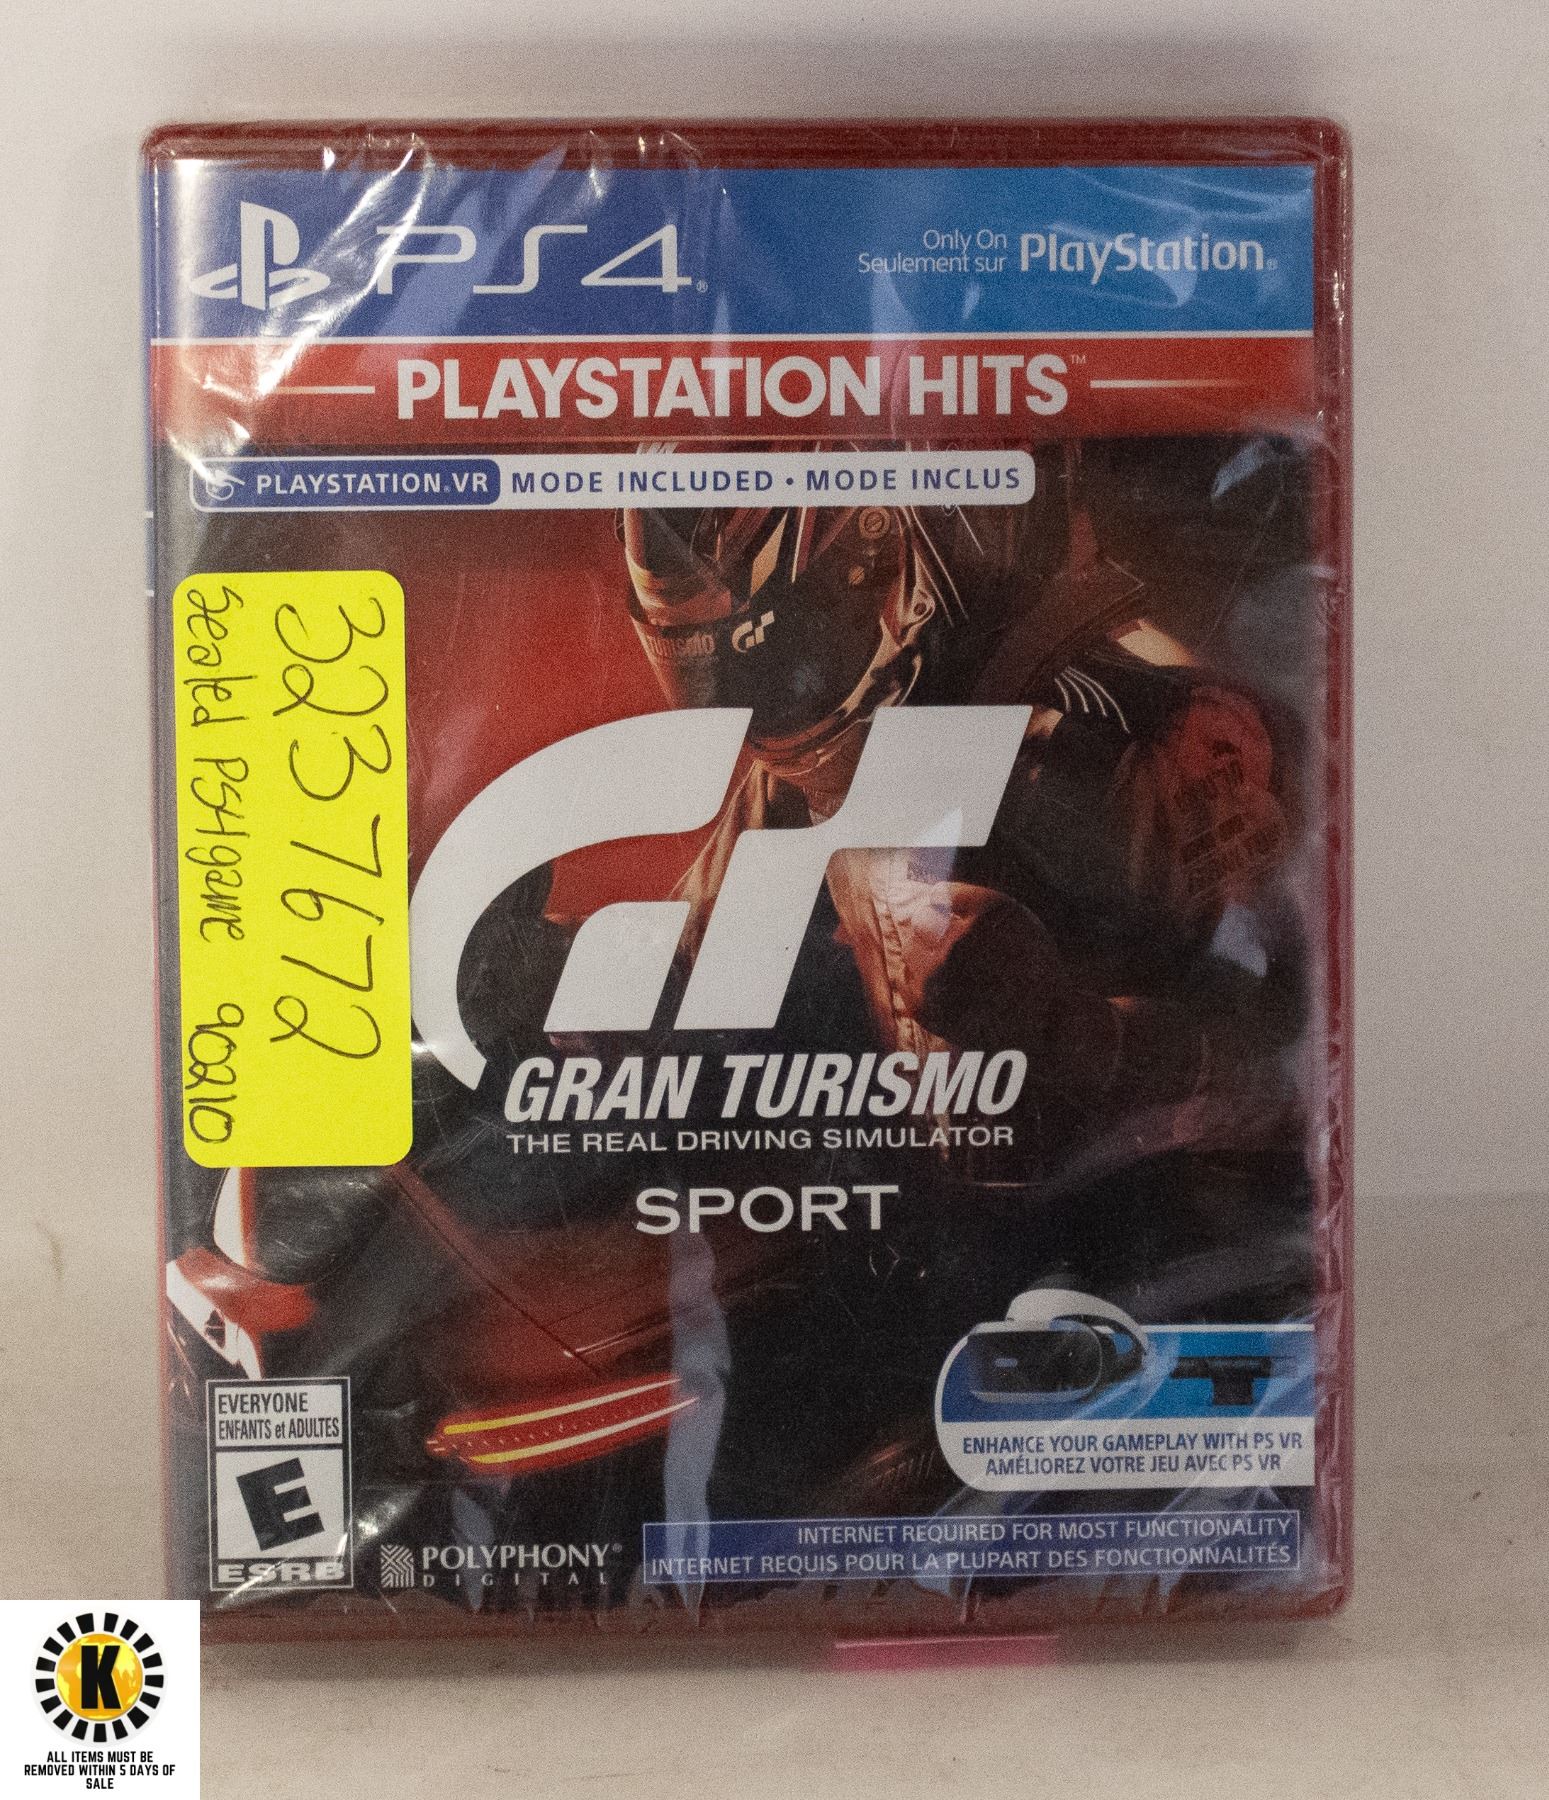 PS4®
Only On
Seulement sur
PlayStation®
PLAYSTATION HITS™
PLAYSTATION®VR MODE INCLUDED • MODE INCLUS
323 7672
Sealed PS4 game 90210
GT
GRAN TURISMO
THE REAL DRIVING SIMULATOR
SPORT
EVERYONE
ENFANTS et ADULTES
E
ESRB
POLYPHONY®
DIGITAL
ENHANCE YOUR GAMEPLAY WITH PS VR
AMÉLIOREZ VOTRE JEU AVEC PS VR
INTERNET REQUIRED FOR MOST FUNCTIONALITY
INTERNET REQUIS POUR LA PLUPART DES FONCTIONNALITÉS
K
ALL ITEMS MUST BE
REMOVED WITHIN 5 DAYS OF
SALE